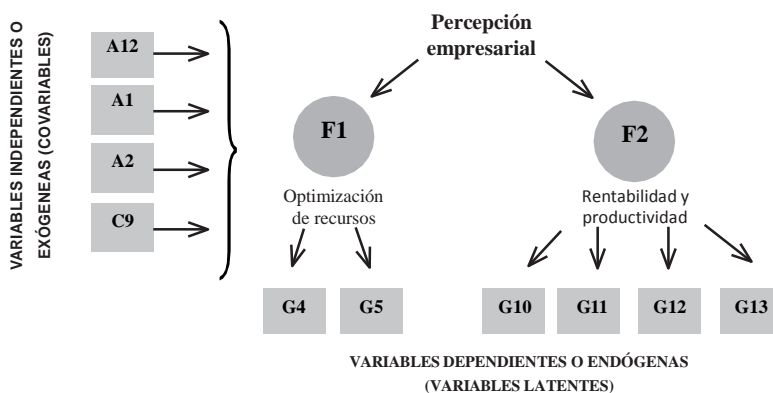 VARIABLES INDEPENDIENTES O
EXÓGENEAS (COVARIABLES)
A12
A1
A2
C9
Percepción
empresarial
F1
F2
Optimización
de recursos
Rentabilidad y
productividad
G4
G5
G10
G11
G12
G13
VARIABLES DEPENDIENTES O ENDÓGENAS
(VARIABLES LATENTES)